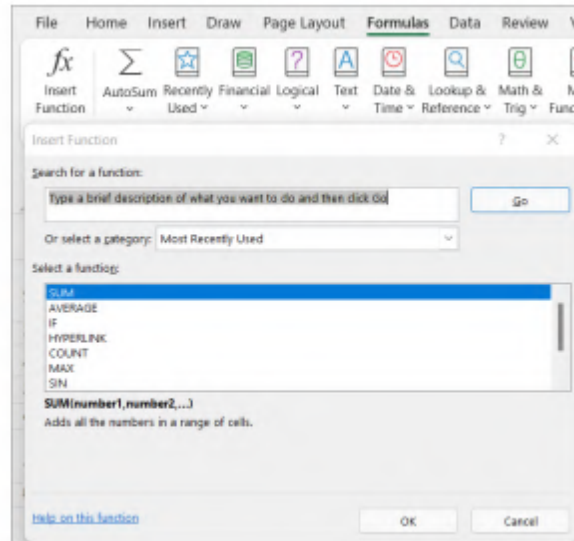 File Home Insert Draw Page Layout Formulas Data Review
fx Σ ? A θ
Insert AutoSum Recently Financial Logical Text Date & Lookup & Math &
Function Used Time Reference Trig
Insert Function ? ×
Search for a function:
Type a brief description of what you want to do and then click Go Go
Or select a category: Most Recently Used
Select a function:
SUM
AVERAGE
IF
HYPERLINK
COUNT
MAX
SIN
SUM(number1,number2,...)
Adds all the numbers in a range of cells.
Help on this function OK Cancel